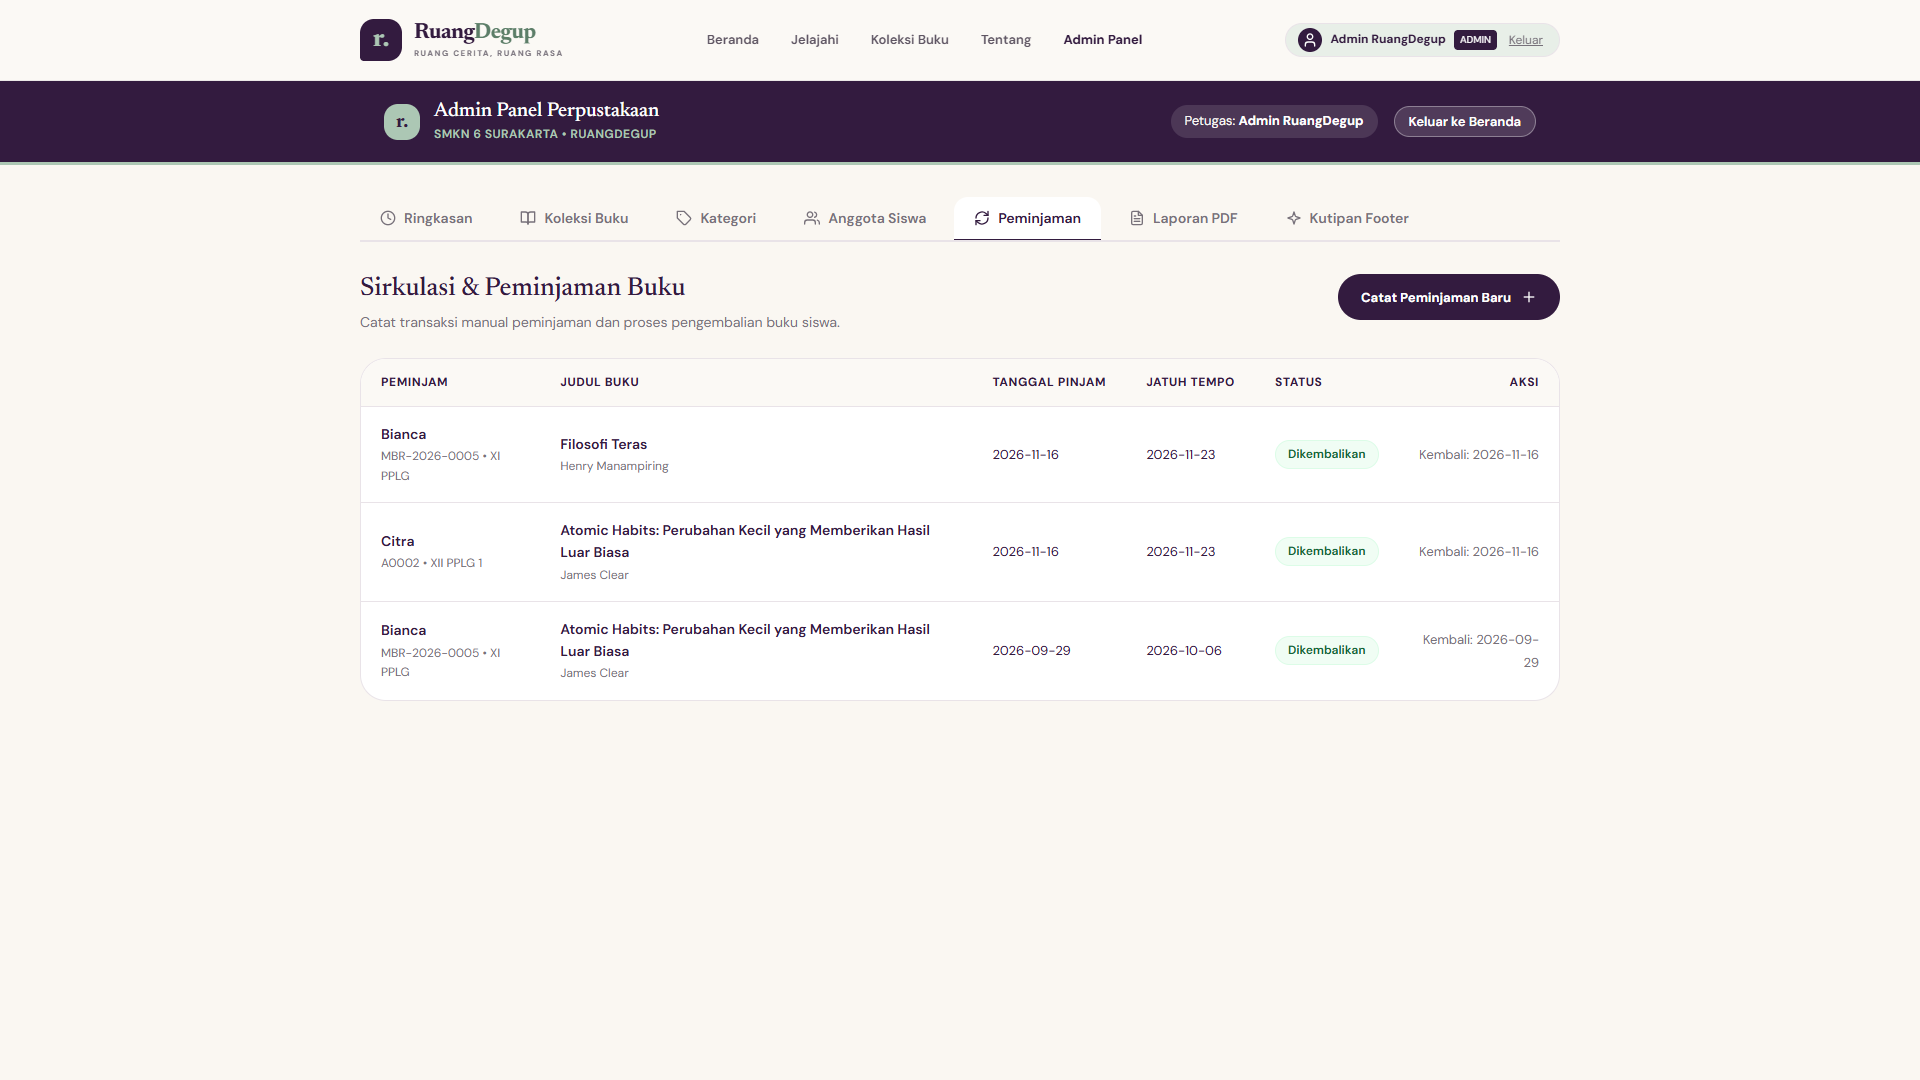 r.
RuangDegup
RUANG CERITA, RUANG RASA
Beranda
Jelajahi
Koleksi Buku
Tentang
Admin Panel
Admin RuangDegup
ADMIN
Keluar
r.
Admin Panel Perpustakaan
SMKN 6 SURAKARTA • RUANGDEGUP
Petugas: Admin RuangDegup
Keluar ke Beranda
Ringkasan
Koleksi Buku
Kategori
Anggota Siswa
Peminjaman
Laporan PDF
Kutipan Footer
Sirkulasi & Peminjaman Buku
Catat transaksi manual peminjaman dan proses pengembalian buku siswa.
Catat Peminjaman Baru +
PEMINJAM
JUDUL BUKU
TANGGAL PINJAM
JATUH TEMPO
STATUS
AKSI
Bianca
MBR-2026-0005 • XI
PPLG
Filosofi Teras
Henry Manampiring
2026-11-16
2026-11-23
Dikembalikan
Kembali: 2026-11-16
Citra
A0002 • XII PPLG 1
Atomic Habits: Perubahan Kecil yang Memberikan Hasil
Luar Biasa
James Clear
2026-11-16
2026-11-23
Dikembalikan
Kembali: 2026-11-16
Bianca
MBR-2026-0005 • XI
PPLG
Atomic Habits: Perubahan Kecil yang Memberikan Hasil
Luar Biasa
James Clear
2026-09-29
2026-10-06
Dikembalikan
Kembali: 2026-09-
29